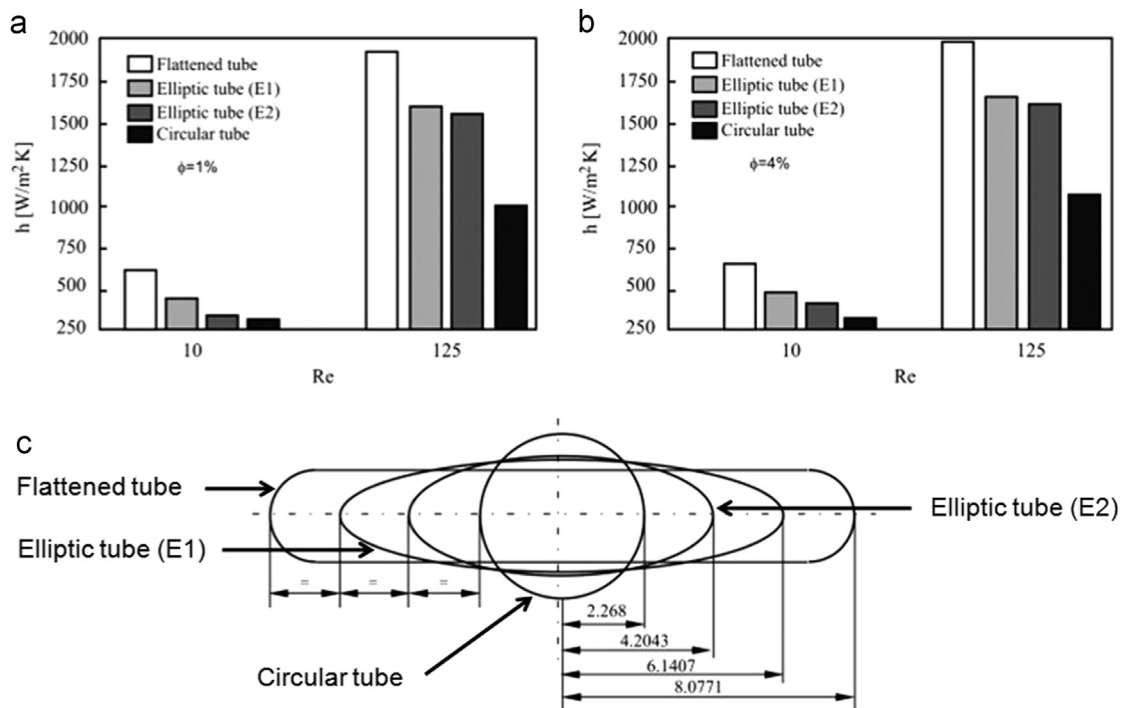 a
2000
1750
1500
1250
1000
750
500
250
h [W/m² K]
Flattened tube
Elliptic tube (E1)
Elliptic tube (E2)
Circular tube
ϕ=1%
10
125
Re
b
2000
1750
1500
1250
1000
750
500
250
h [W/m² K]
Flattened tube
Elliptic tube (E1)
Elliptic tube (E2)
Circular tube
ϕ=4%
10
125
Re
c
Flattened tube
Elliptic tube (E2)
Elliptic tube (E1)
= = =
2.268
4.2043
6.1407
8.0771
Circular tube